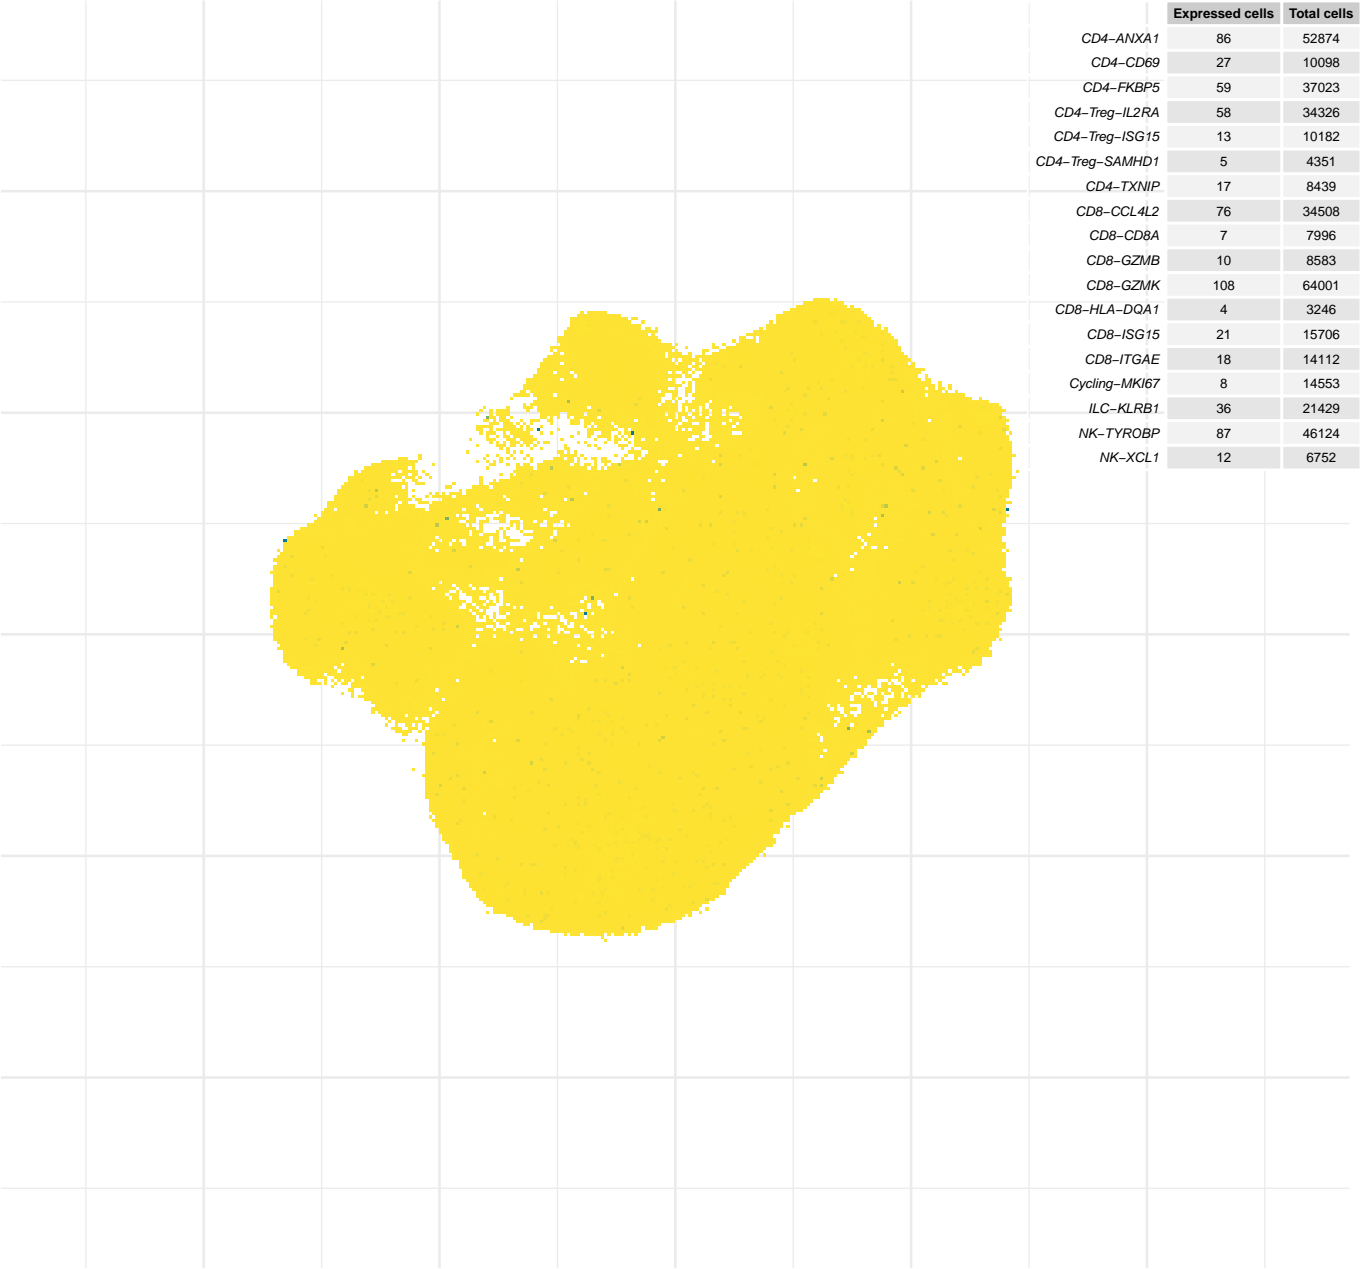 Expressed cells Total cells
CD4−ANXA1 86 52874
CD4−CD69 27 10098
CD4−FKBP5 59 37023
CD4−Treg−IL2RA 58 34326
CD4−Treg−ISG15 13 10182
CD4−Treg−SAMHD1 5 4351
CD4−TXNIP 17 8439
CD8−CCL4L2 76 34508
CD8−CD8A 7 7996
CD8−GZMB 10 8583
CD8−GZMK 108 64001
CD8−HLA−DQA1 4 3246
CD8−ISG15 21 15706
CD8−ITGAE 18 14112
Cycling−MKI67 8 14553
ILC−KLRB1 36 21429
NK−TYROBP 87 46124
NK−XCL1 12 6752